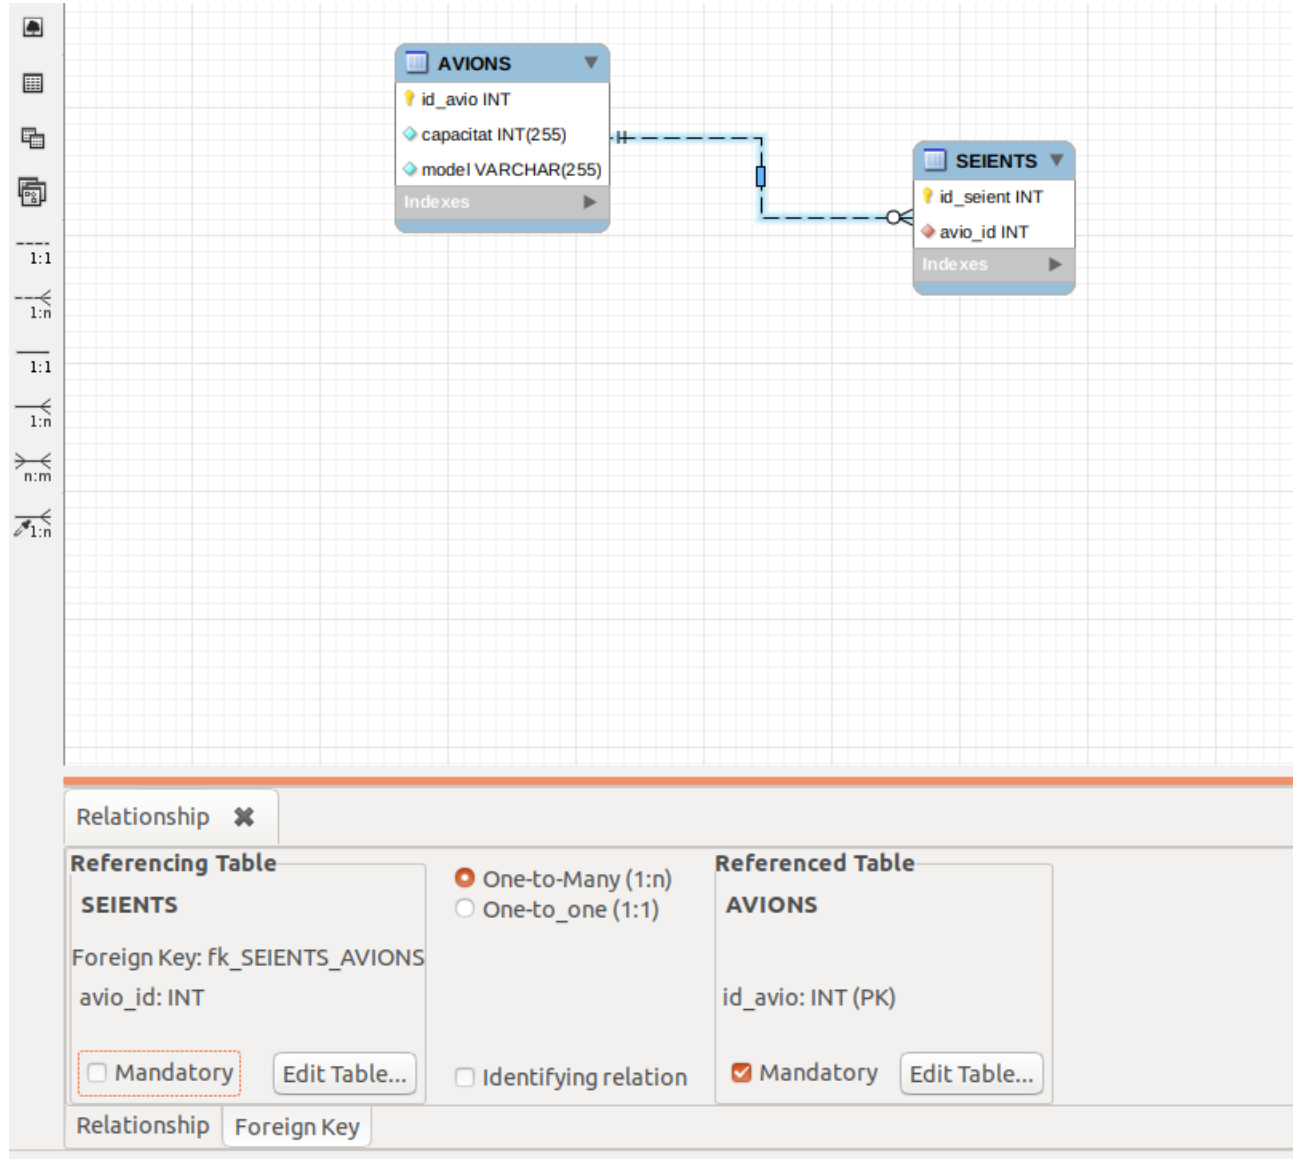 AVIONS
id_avio INT
capacitat INT(255)
model VARCHAR(255)
Indexes
SEIENTS
id_seient INT
avio_id INT
Indexes
1:1
1:n
1:1
1:n
n:m
1:n
Relationship
Referencing Table
SEIENTS
Foreign Key: fk_SEIENTS_AVIONS
avio_id: INT
Mandatory
Edit Table...
One-to-Many (1:n)
One-to_one (1:1)
Identifying relation
Referenced Table
AVIONS
id_avio: INT (PK)
Mandatory
Edit Table...
Relationship
Foreign Key